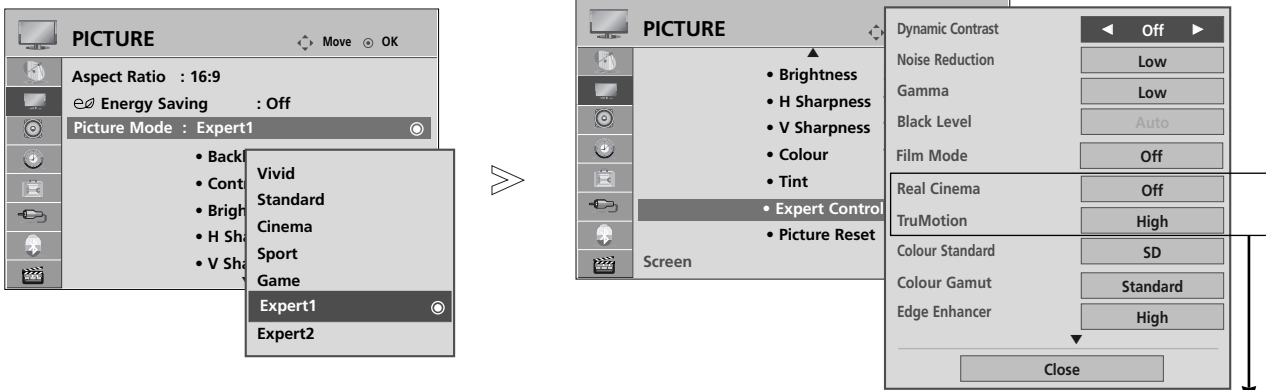 PICTURE
Move OK
Aspect Ratio : 16:9
Energy Saving : Off
Picture Mode : Expert1
• Back
• Cont
• Brigh
• H Sha
• V Sha
Vivid
Standard
Cinema
Sport
Game
Expert1
Expert2
PICTURE
• Brightness
• H Sharpness
• V Sharpness
• Colour
• Tint
• Expert Control
• Picture Reset
Screen
Dynamic Contrast ◄ Off ►
Noise Reduction Low
Gamma Low
Black Level Auto
Film Mode Off
Real Cinema Off
TruMotion High
Colour Standard SD
Colour Gamut Standard
Edge Enhancer High
Close